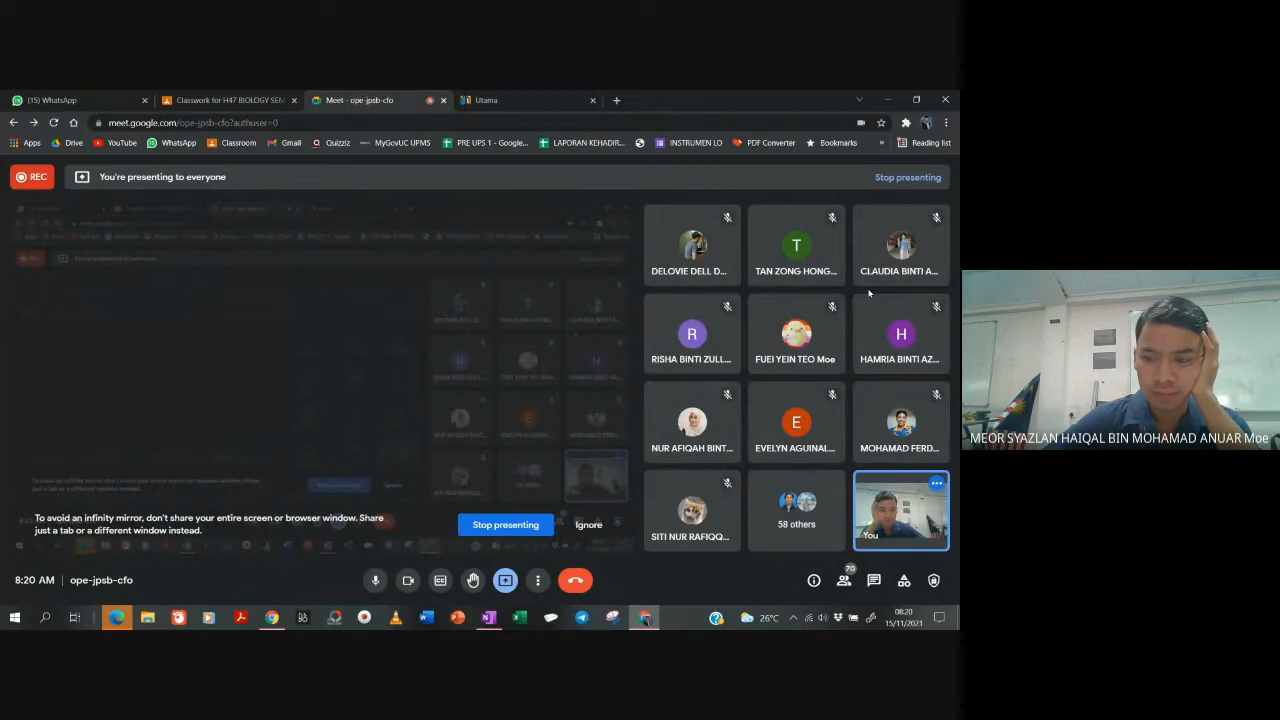 (15) WhatsApp
Classwork for H47 BIOLOGY SEM
Meet - ope-jpsb-cfo
Utama
meet.google.com/ope-jpsb-cfo?authuser=0
Apps
Drive
YouTube
WhatsApp
Classroom
Gmail
Quizziz
MyGovUC UPMS
PRE UPS 1 - Google...
LAPORAN KEHADIR...
INSTRUMEN LO
PDF Converter
Bookmarks
»
Reading list
REC
You're presenting to everyone
Stop presenting
DELOVIE DELL D...
T
TAN ZONG HONG...
CLAUDIA BINTI A...
R
RISHA BINTI ZULL...
FUEI YEIN TEO Moe
H
HAMRIA BINTI AZ...
NUR AFIQAH BINT...
E
EVELYN AGUINAL...
MOHAMAD FERD...
SITI NUR RAFIQQ...
58 others
You
MEOR SYAZLAN HAIQAL BIN MOHAMAD ANUAR Moe
To avoid an infinity mirror, don't share your entire screen or browser window. Share
just a tab or a different window instead.
Stop presenting
Ignore
8:20 AM | ope-jpsb-cfo
70
26°C
08:20
15/11/2021